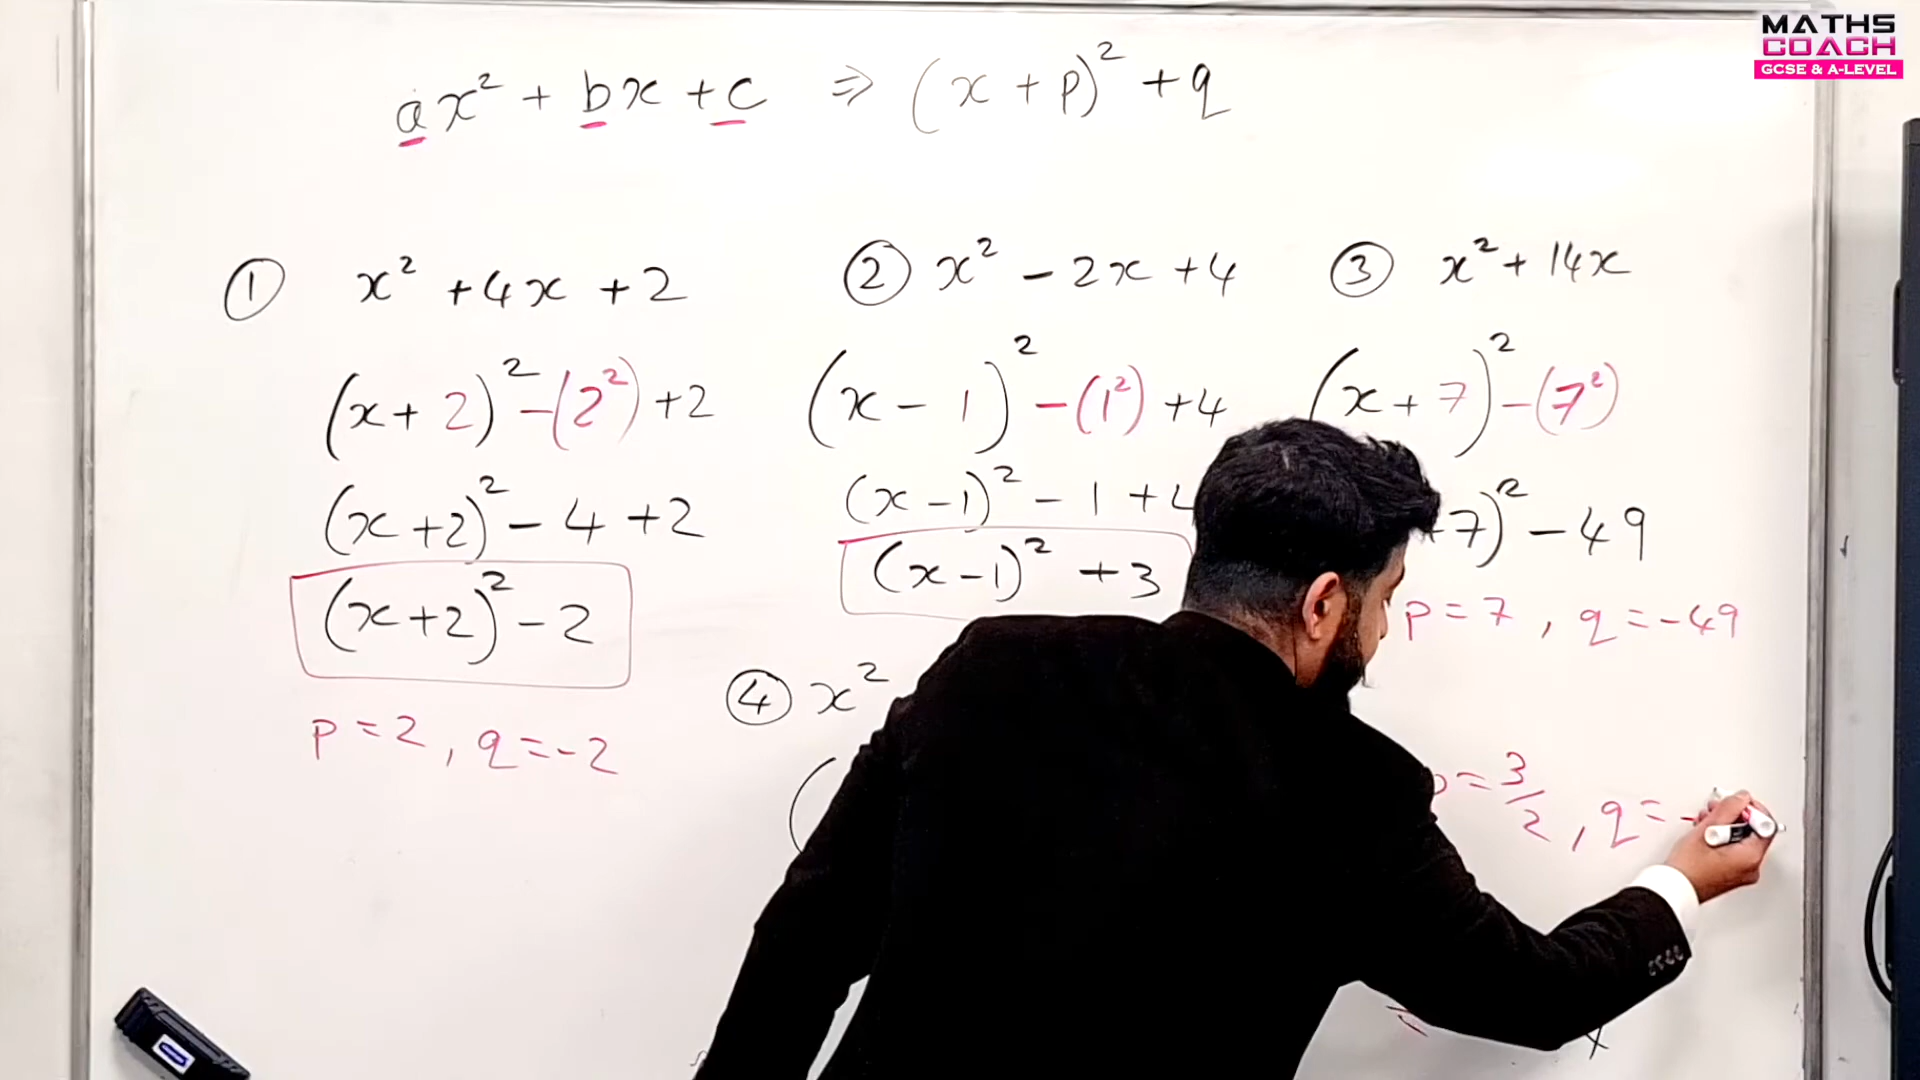 MATHS
COACH
GCSE & A-LEVEL
ax² + bx + c ⇒ (x + p)² + q
① x² + 4x + 2
(x + 2)² - (2²) + 2
(x + 2)² - 4 + 2
(x + 2)² - 2
p = 2, q = -2
② x² - 2x + 4
(x - 1)² - (1²) + 4
(x - 1)² - 1 + 4
(x - 1)² + 3
③ x² + 14x
(x + 7)² - (7²)
7)² - 49
p = 7, q = -49
④ x²
(
= 3/2, q = -